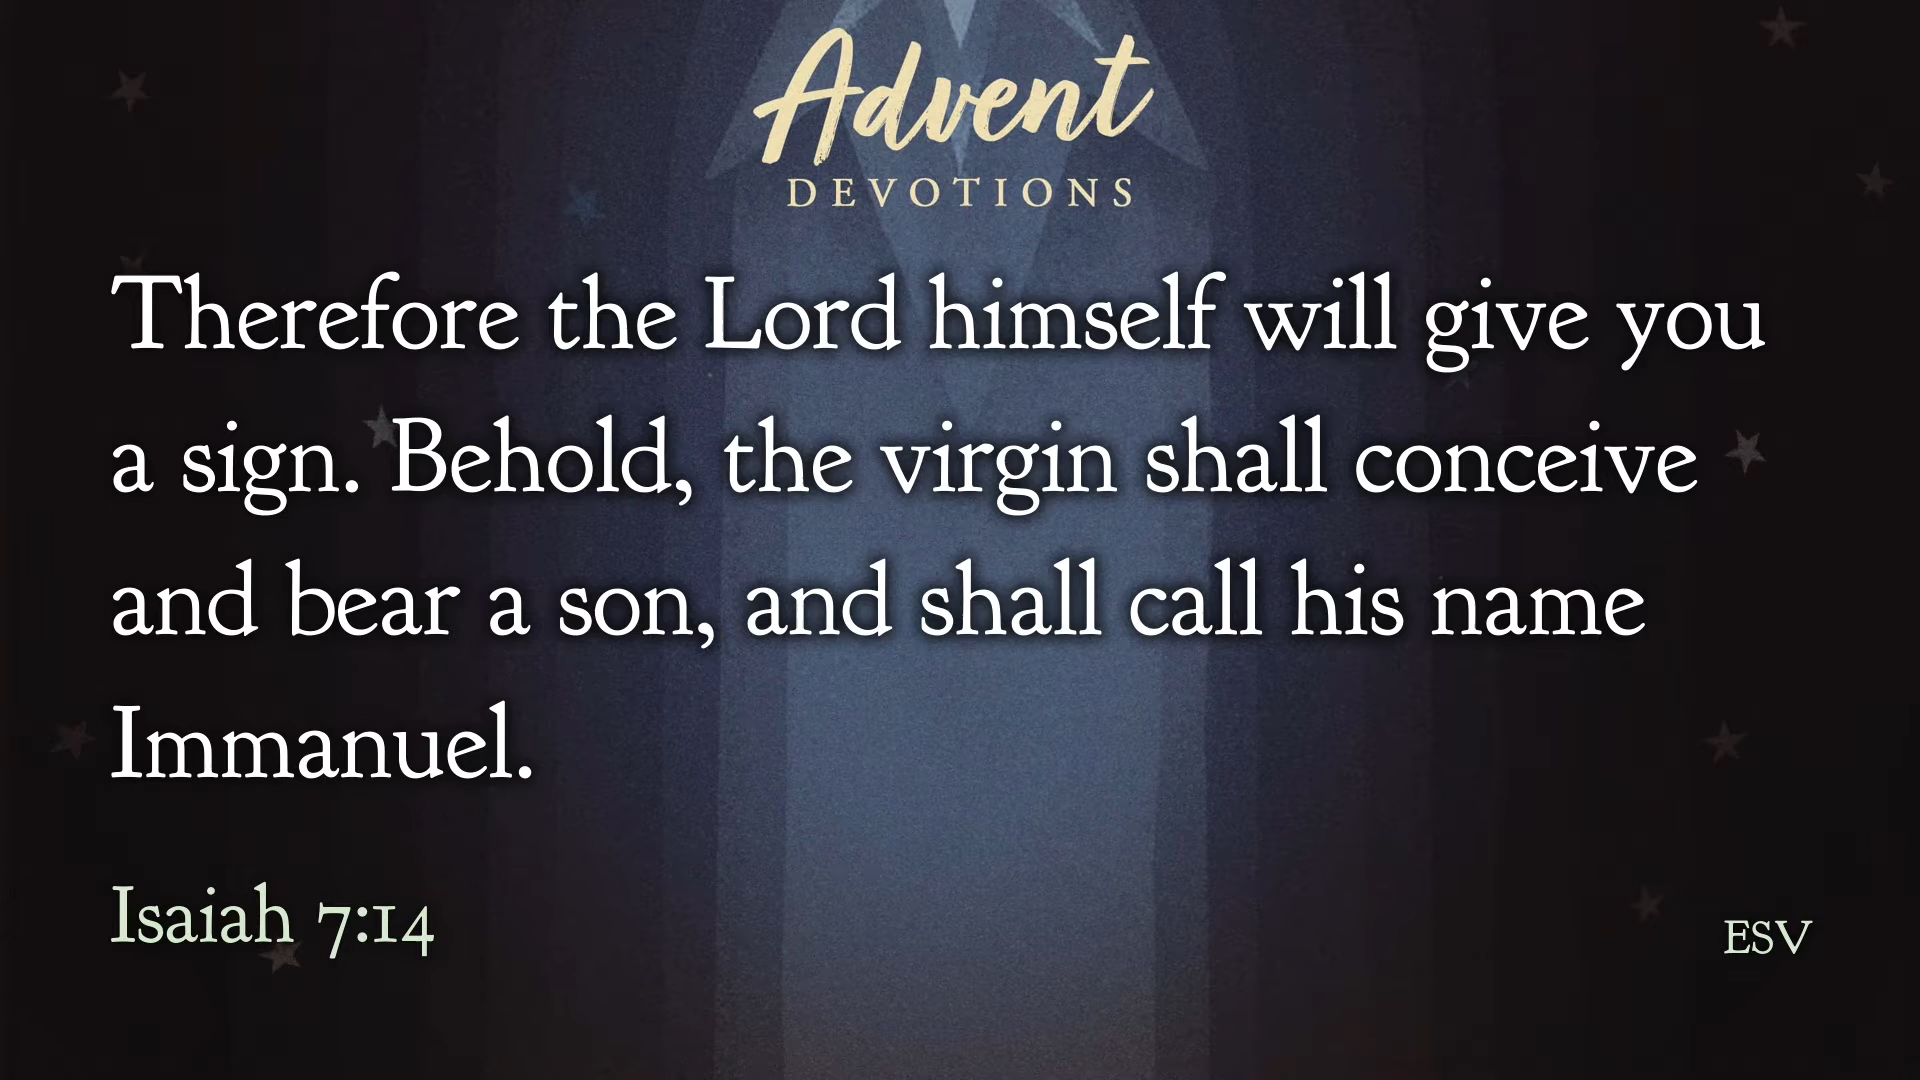 Advent
DEVOTIONS
Therefore the Lord himself will give you
a sign. Behold, the virgin shall conceive
and bear a son, and shall call his name
Immanuel.
Isaiah 7:14
ESV